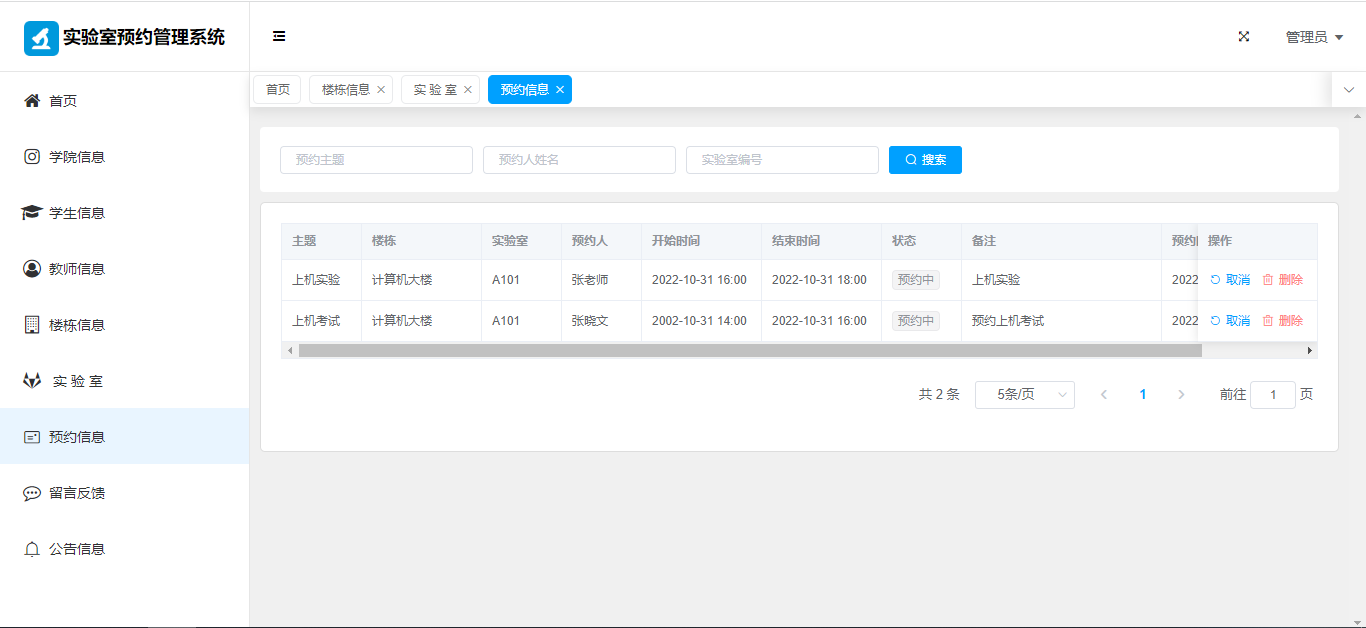 实验室预约管理系统
管理员
首页
学院信息
学生信息
教师信息
楼栋信息
实 验 室
预约信息
留言反馈
公告信息
首页 楼栋信息 实 验 室 预约信息
预约主题 预约人姓名 实验室编号 搜索
主题 楼栋 实验室 预约人 开始时间 结束时间 状态 备注 预约 操作
上机实验 计算机大楼 A101 张老师 2022-10-31 16:00 2022-10-31 18:00 预约中 上机实验 2022 取消 删除
上机考试 计算机大楼 A101 张晓文 2002-10-31 14:00 2022-10-31 16:00 预约中 预约上机考试 2022 取消 删除
共 2 条 5条/页 1 前往 1 页